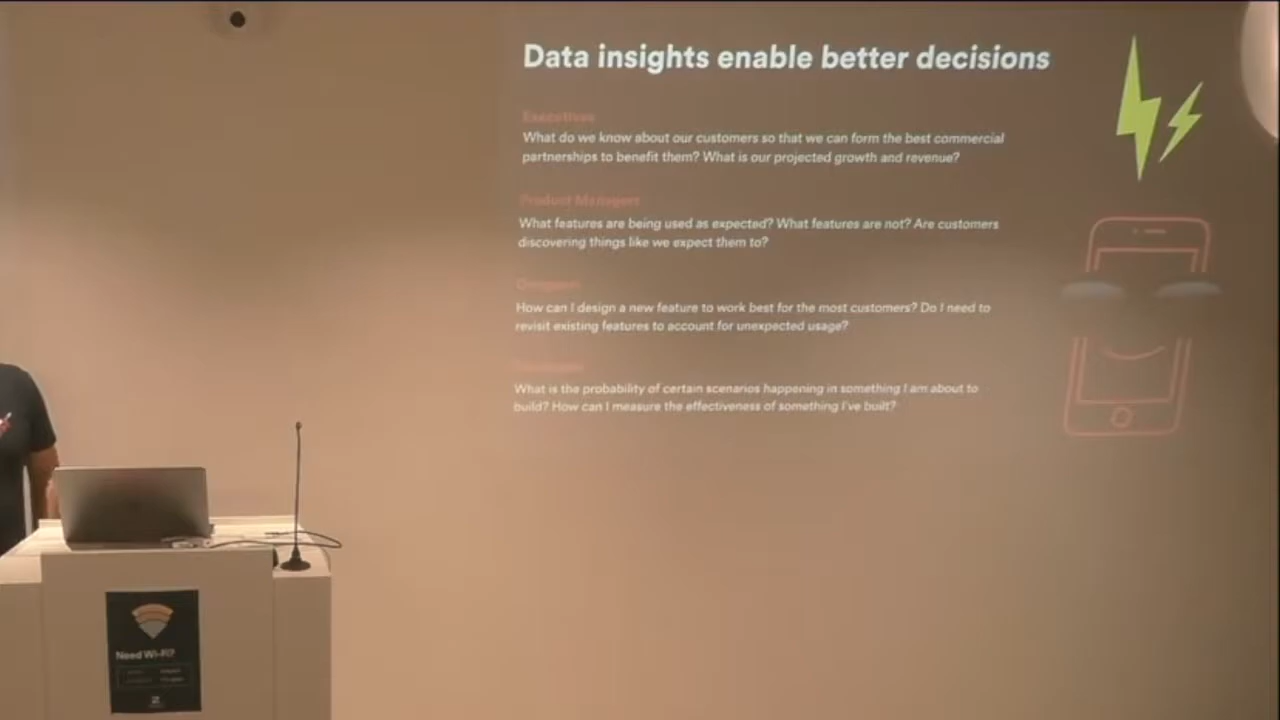 Data insights enable better decisions
Executives
What do we know about our customers so that we can form the best commercial
partnerships to benefit them? What is our projected growth and revenue?
Product Managers
What features are being used as expected? What features are not? Are customers
discovering things like we expect them to?
Designers
How can I design a new feature to work best for the most customers? Do I need to
revisit existing features to account for unexpected usage?
What is the probability of certain scenarios happening in something I am about to
build? How can I measure the effectiveness of something I've built?
Need Wi-Fi?